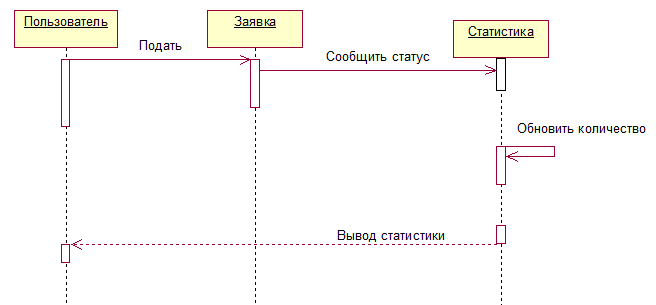 Пользователь
Заявка
Статистика
Подать
Сообщить статус
Обновить количество
Вывод статистики